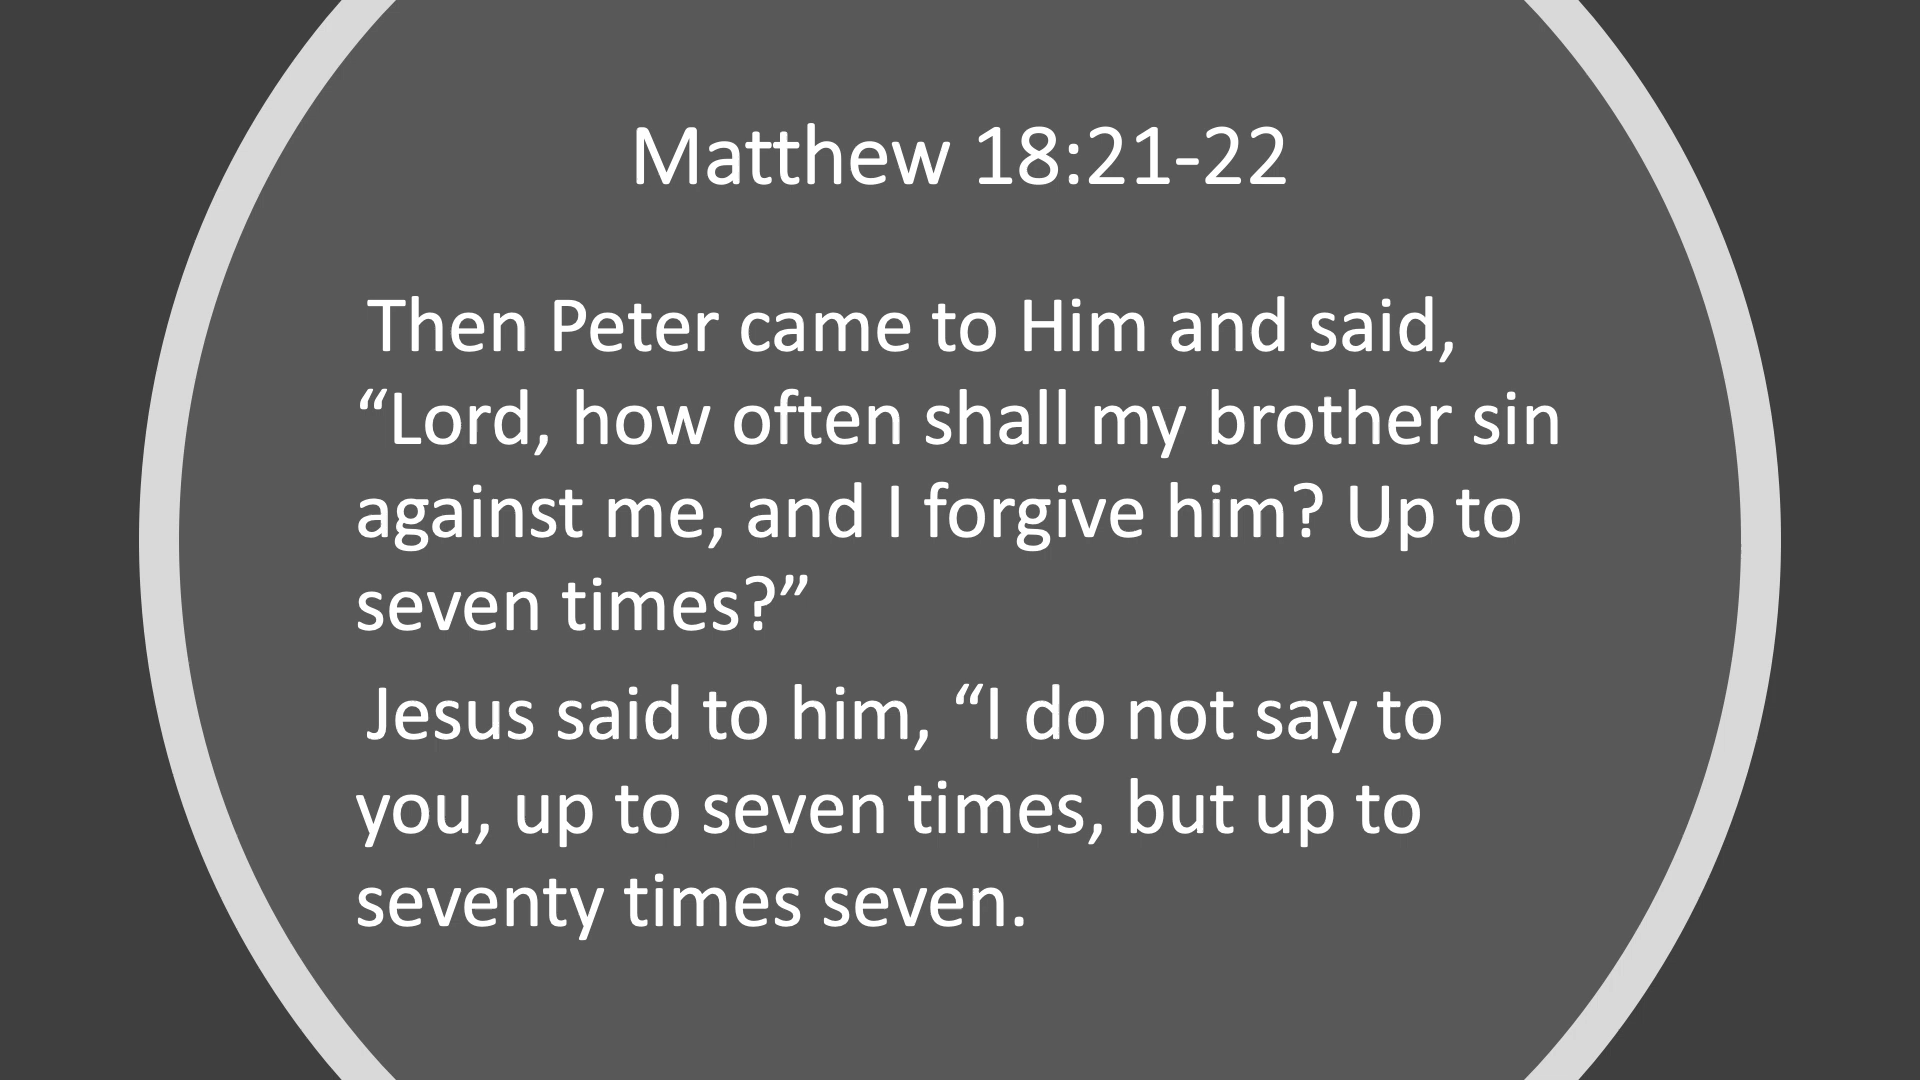 Matthew 18:21-22
Then Peter came to Him and said,
“Lord, how often shall my brother sin
against me, and I forgive him? Up to
seven times?”
Jesus said to him, “I do not say to
you, up to seven times, but up to
seventy times seven.